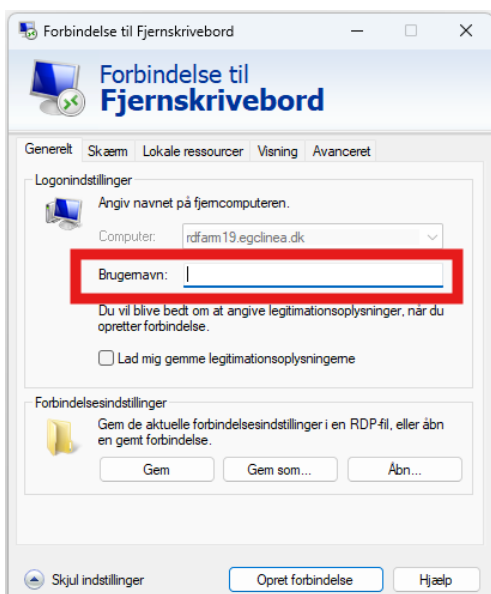 Forbindelse til Fjernskrivebord
Forbindelse til
Fjernskrivebord
Generelt Skærm Lokale ressourcer Visning Avanceret
Logonindstillinger
Angiv navnet på fjerncomputeren.
Computer: rdfarm19.egclinea.dk
Brugernavn:
Du vil blive bedt om at angive legitimationsoplysninger, når du
opretter forbindelse.
Lad mig gemme legitimationsoplysningerne
Forbindelsesindstillinger
Gem de aktuelle forbindelsesindstillinger i en RDP-fil, eller åbn
en gemt forbindelse.
Gem Gem som... Åbn...
Skjul indstillinger Opret forbindelse Hjælp